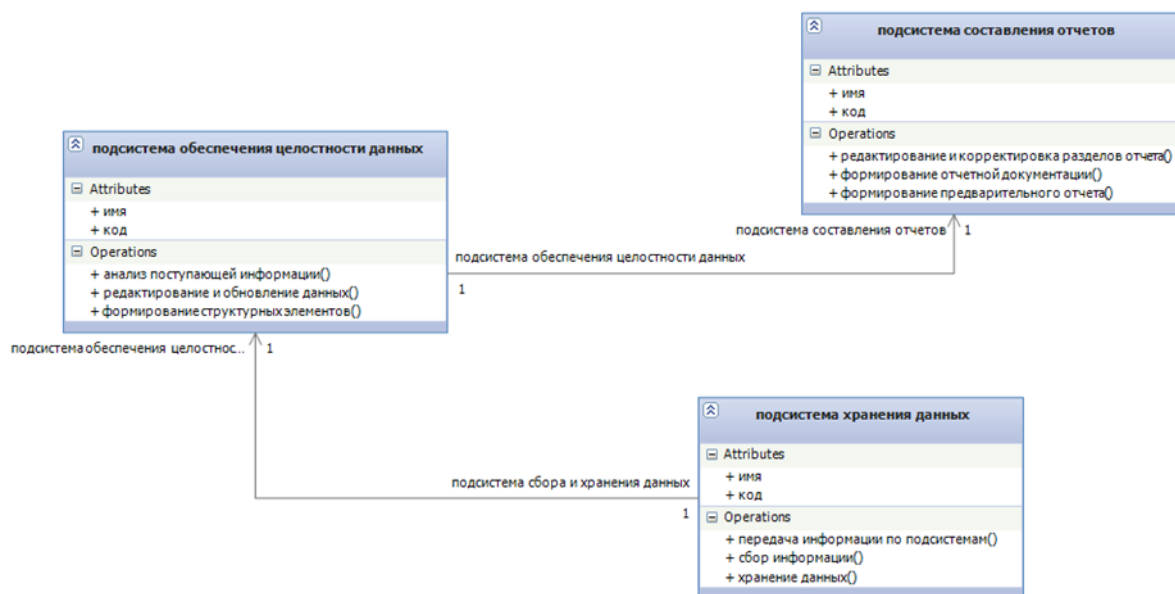 подсистема составления отчетов
Attributes
+ имя
+ код
Operations
+ редактирование и корректировка разделов отчета()
+ формирование отчетной документации()
+ формирование предварительного отчета()
подсистема обеспечения целостности данных
Attributes
+ имя
+ код
Operations
+ анализ поступающей информации()
+ редактирование и обновление данных()
+ формирование структурных элементов()
подсистема составления отчетов 1
подсистема обеспечения целостности данных
1
подсистема обеспечения целостнос... 1
подсистема хранения данных
Attributes
+ имя
+ код
Operations
+ передача информации по подсистемам()
+ сбор информации()
+ хранение данных()
подсистема сбора и хранения данных
1